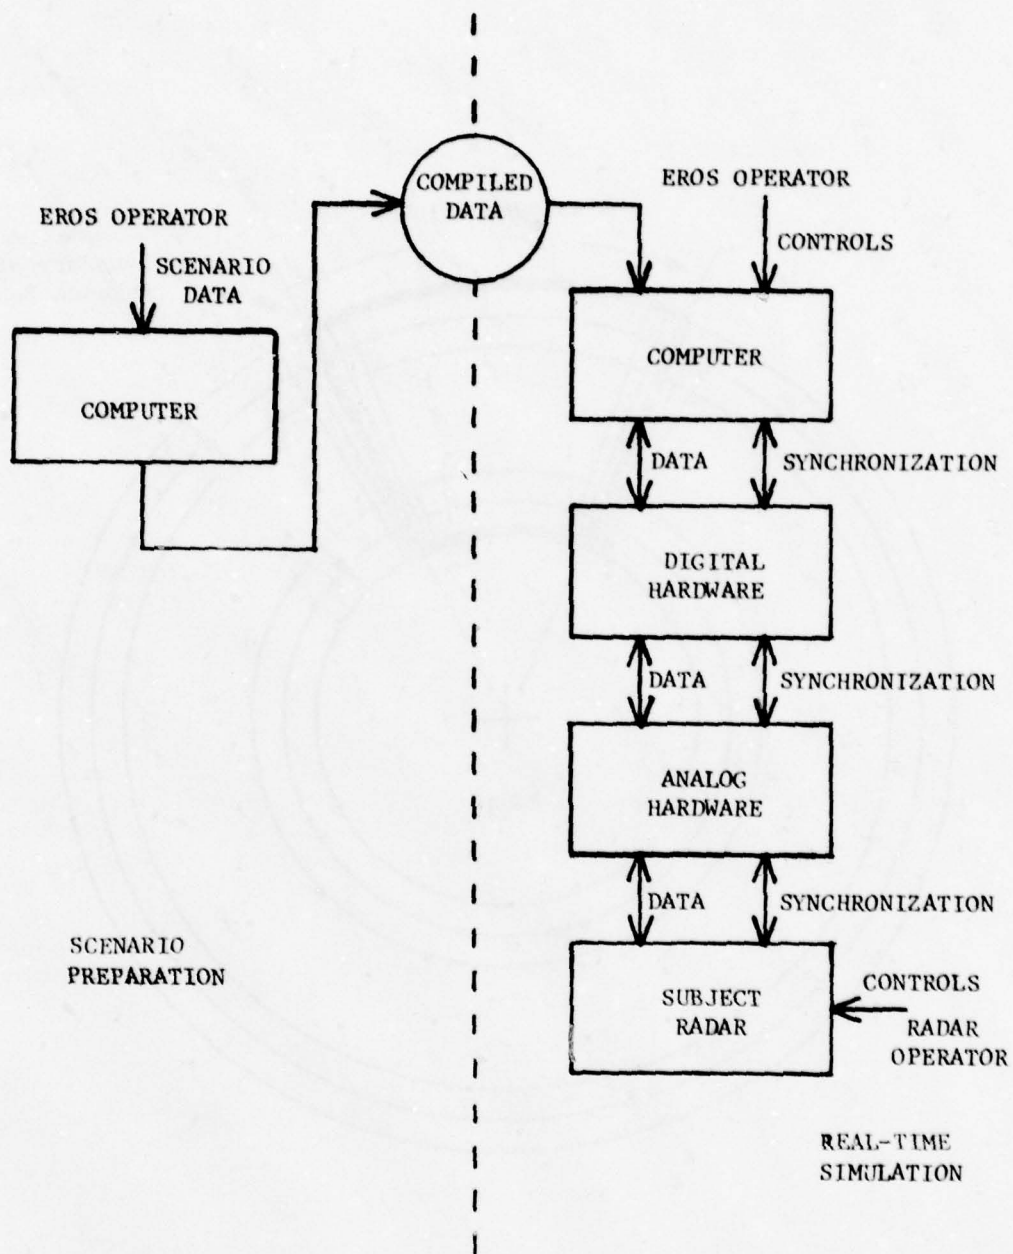 EROS OPERATOR
SCENARIO
DATA
COMPUTER
COMPILED
DATA
EROS OPERATOR
CONTROLS
COMPUTER
DATA
SYNCHRONIZATION
DIGITAL
HARDWARE
DATA
SYNCHRONIZATION
ANALOG
HARDWARE
DATA
SYNCHRONIZATION
SUBJECT
RADAR
CONTROLS
RADAR
OPERATOR
SCENARIO
PREPARATION
REAL-TIME
SIMULATION